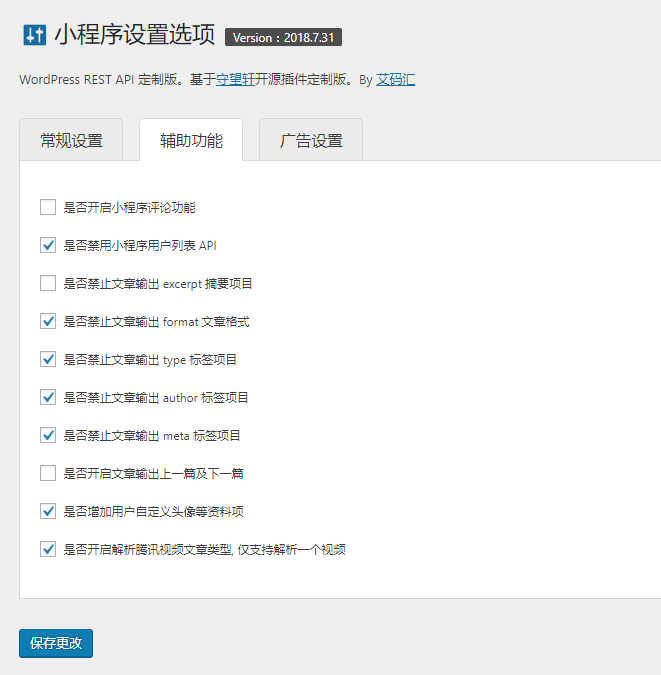 小程序设置选项 Version：2018.7.31
WordPress REST API 定制版。基于守望轩开源插件定制版。By 艾码汇
常规设置 辅助功能 广告设置
是否开启小程序评论功能
是否禁用小程序用户列表 API
是否禁止文章输出 excerpt 摘要项目
是否禁止文章输出 format 文章格式
是否禁止文章输出 type 标签项目
是否禁止文章输出 author 标签项目
是否禁止文章输出 meta 标签项目
是否开启文章输出上一篇及下一篇
是否增加用户自定义头像等资料项
是否开启解析腾讯视频文章类型, 仅支持解析一个视频
保存更改